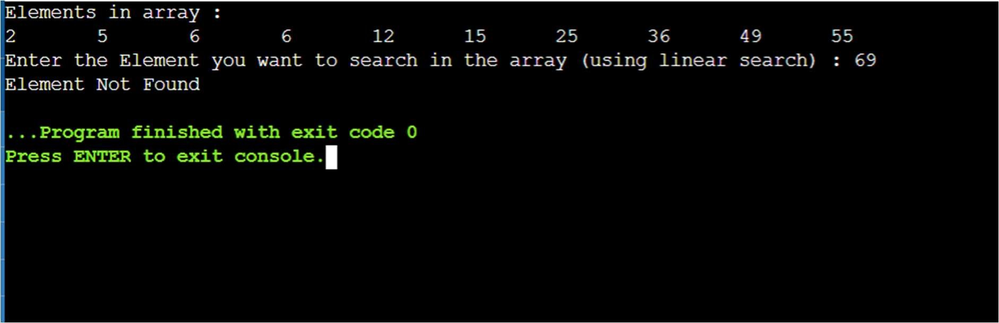 Elements in array :
2 5 6 6 12 15 25 36 49 55
Enter the Element you want to search in the array (using linear search) : 69
Element Not Found
...Program finished with exit code 0
Press ENTER to exit console.